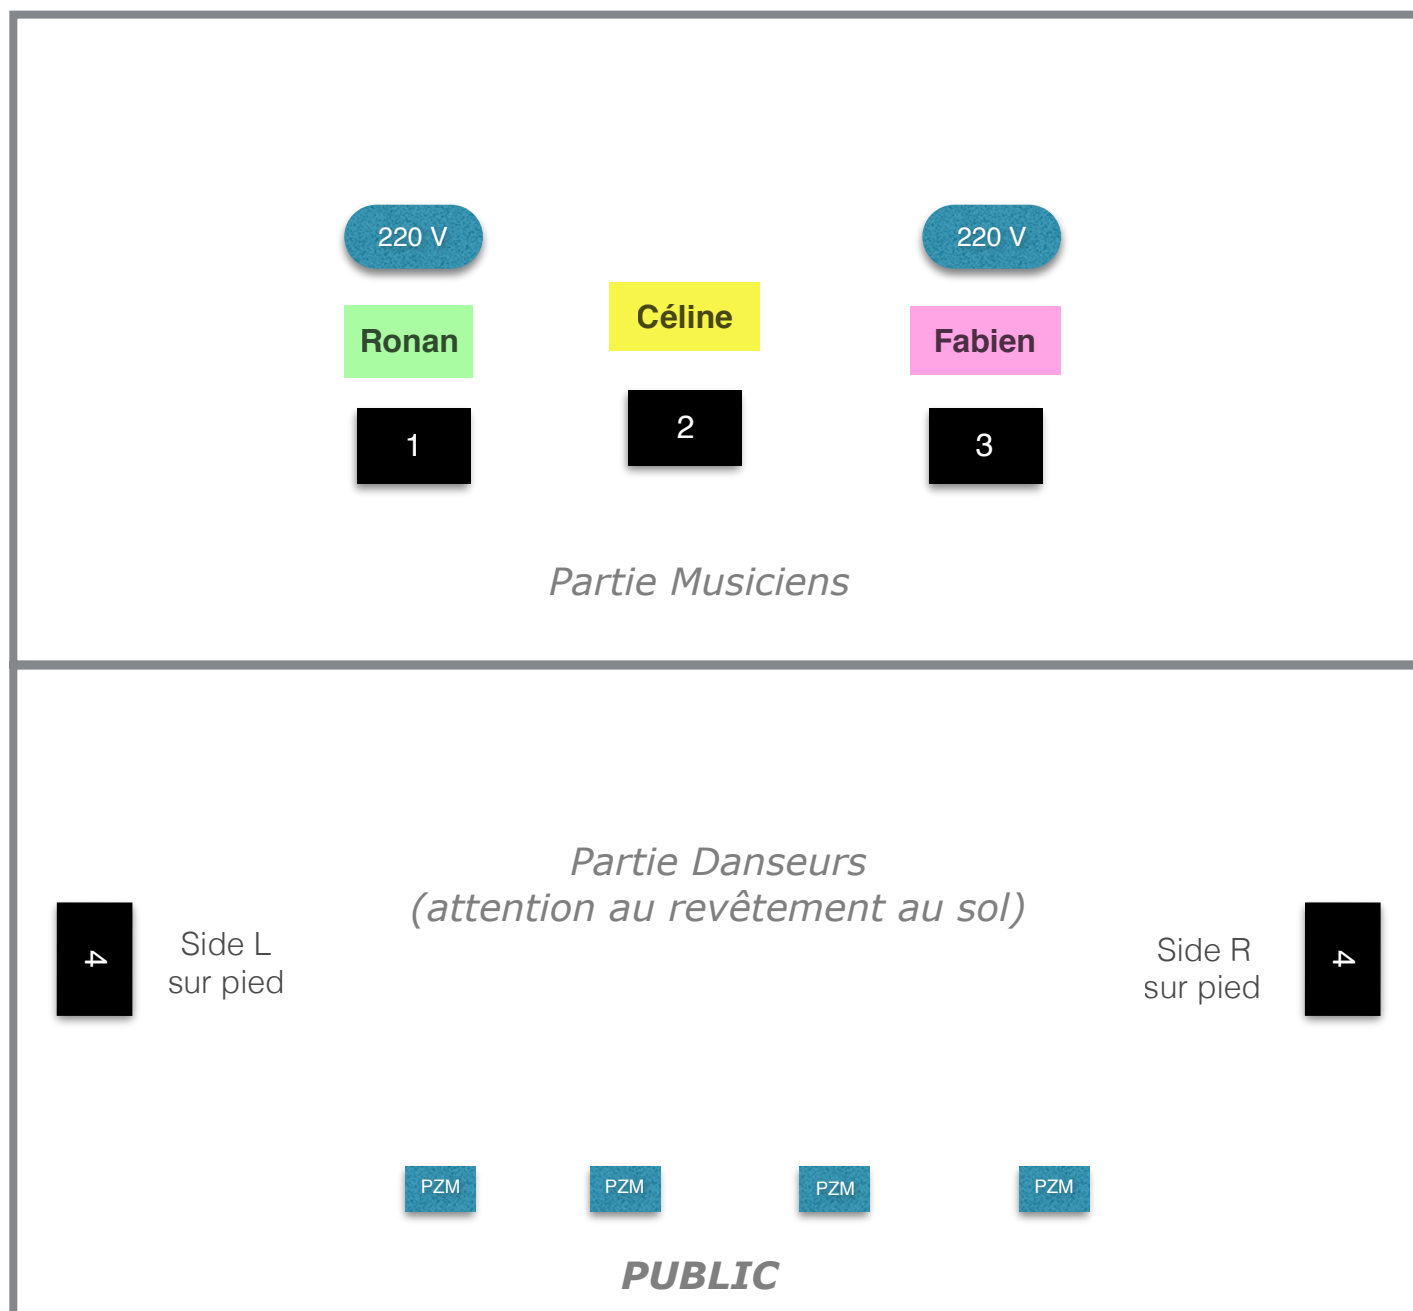 220 V
220 V
Ronan
Céline
Fabien
1
2
3
Partie Musiciens
Partie Danseurs
(attention au revêtement au sol)
4
Side L
sur pied
Side R
sur pied
4
PZM
PZM
PZM
PZM
PUBLIC